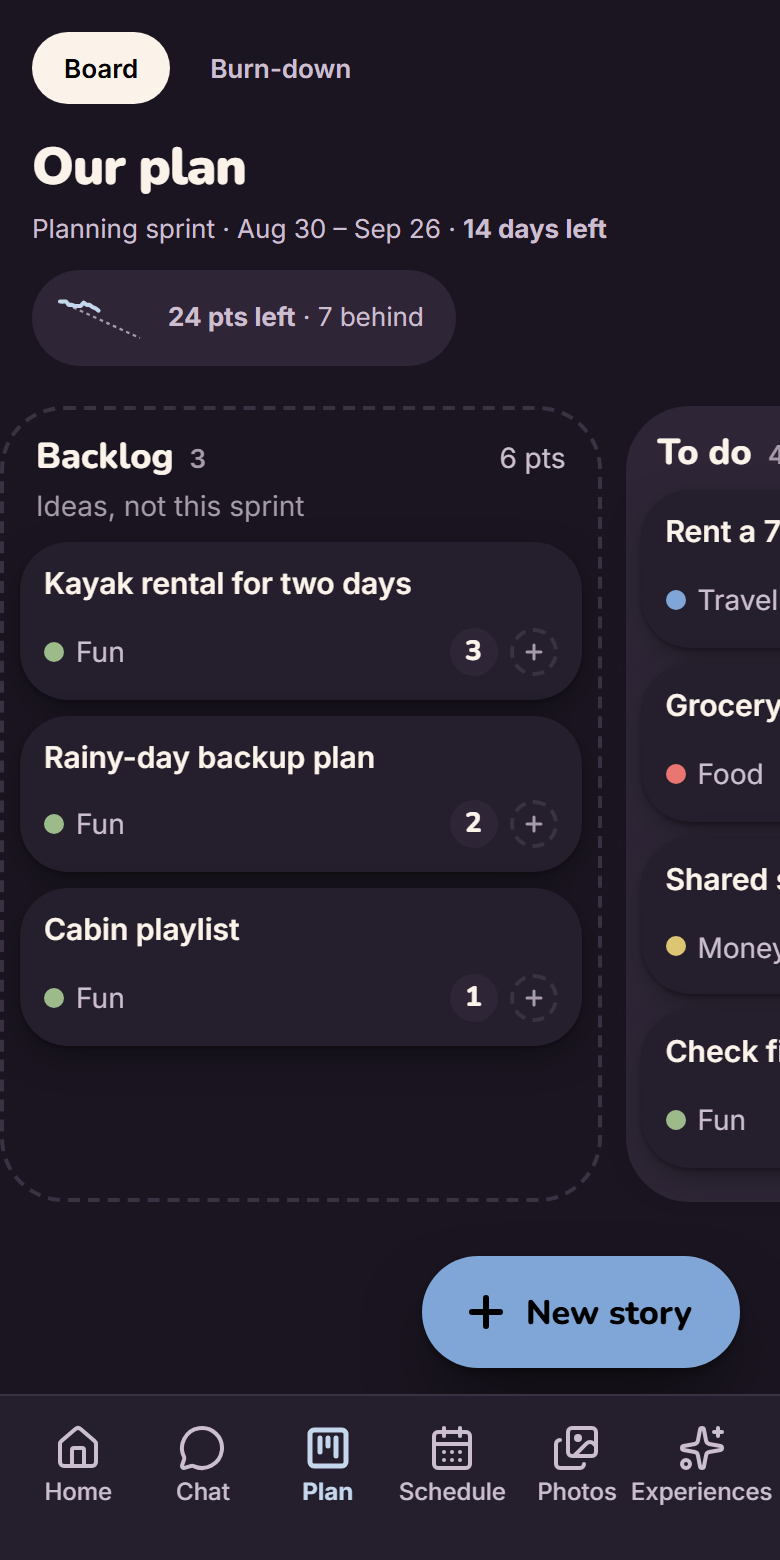 Board
Burn-down
Our plan
Planning sprint · Aug 30 – Sep 26 · 14 days left
24 pts left · 7 behind
Backlog 3
6 pts
Ideas, not this sprint
Kayak rental for two days
Fun
3
+
Rainy-day backup plan
Fun
2
+
Cabin playlist
Fun
1
+
To do 4
Rent a 7
Travel
Grocery
Food
Shared
Money
Check
Fun
+ New story
Home
Chat
Plan
Schedule
Photos
Experiences